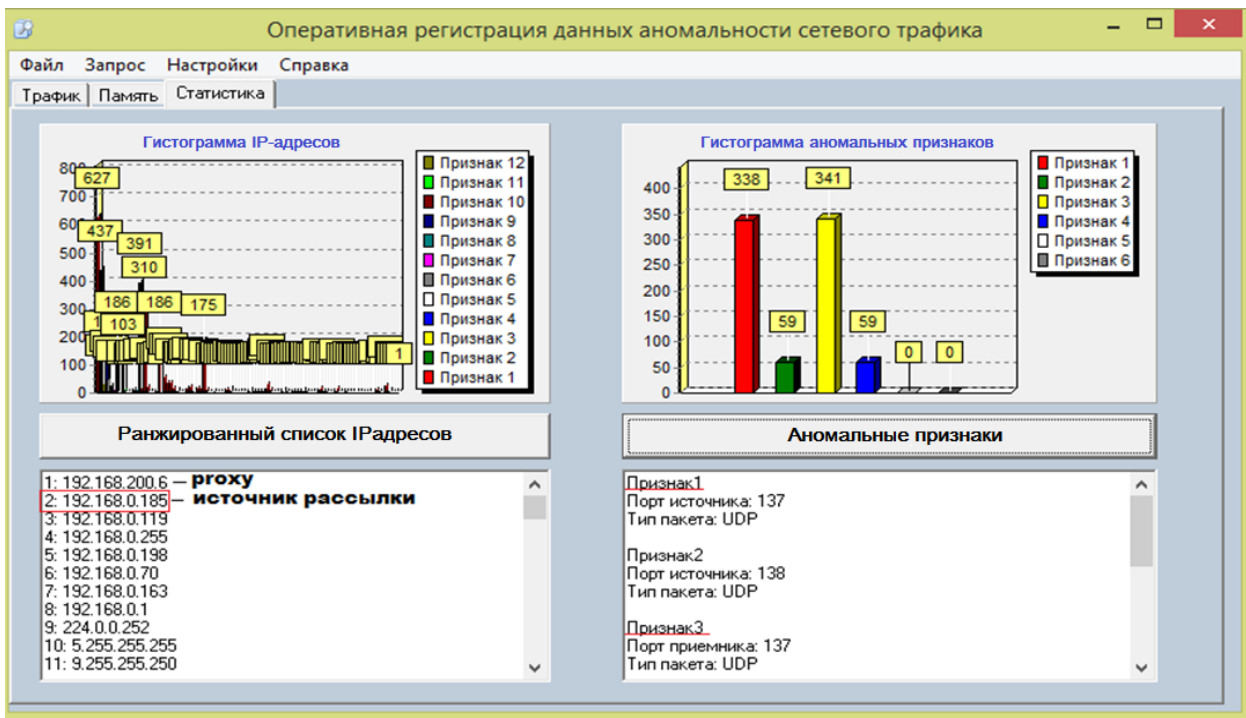 Оперативная регистрация данных аномальности сетевого трафика
Файл Запрос Настройки Справка
Трафик Память Статистика
Гистограмма IP-адресов
800
700
600
500
400
300
200
100
0
627
437
391
310
186 186 175
103
1
Признак 12
Признак 11
Признак 10
Признак 9
Признак 8
Признак 7
Признак 6
Признак 5
Признак 4
Признак 3
Признак 2
Признак 1
Гистограмма аномальных признаков
400
350
300
250
200
150
100
50
0
338 59 341 59 0 0
Признак 1
Признак 2
Признак 3
Признак 4
Признак 5
Признак 6
Ранжированный список IPадресов
1: 192.168.200.6 – proxy
2: 192.168.0.185 – источник рассылки
3: 192.168.0.119
4: 192.168.0.255
5: 192.168.0.198
6: 192.168.0.70
7: 192.168.0.163
8: 192.168.0.1
9: 224.0.0.252
10: 5.255.255.255
11: 9.255.255.250
Аномальные признаки
Признак1
Порт источника: 137
Тип пакета: UDP
Признак2
Порт источника: 138
Тип пакета: UDP
Признак3
Порт приемника: 137
Тип пакета: UDP